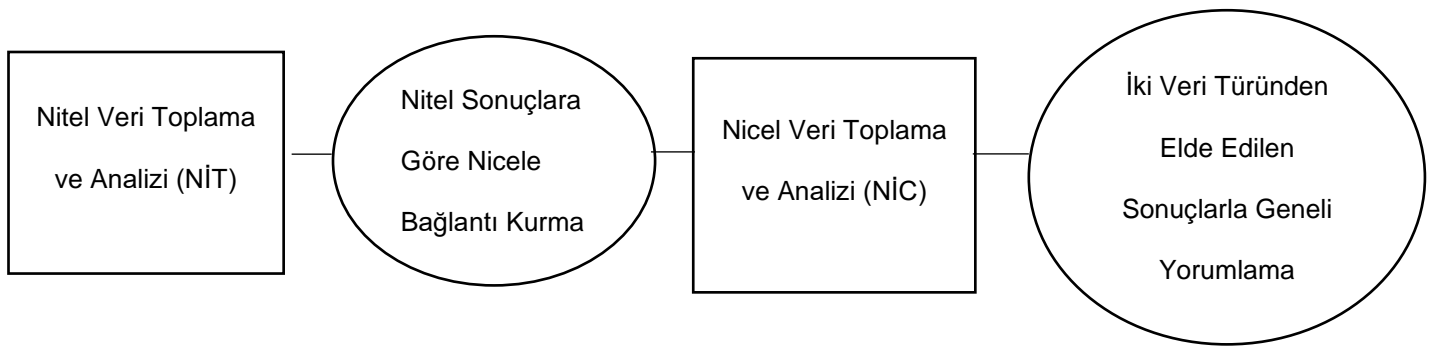 Nitel Veri Toplama
ve Analizi (NİT)
Nitel Sonuçlara
Göre Nicele
Bağlantı Kurma
Nicel Veri Toplama
ve Analizi (NİC)
İki Veri Türünden
Elde Edilen
Sonuçlarla Geneli
Yorumlama